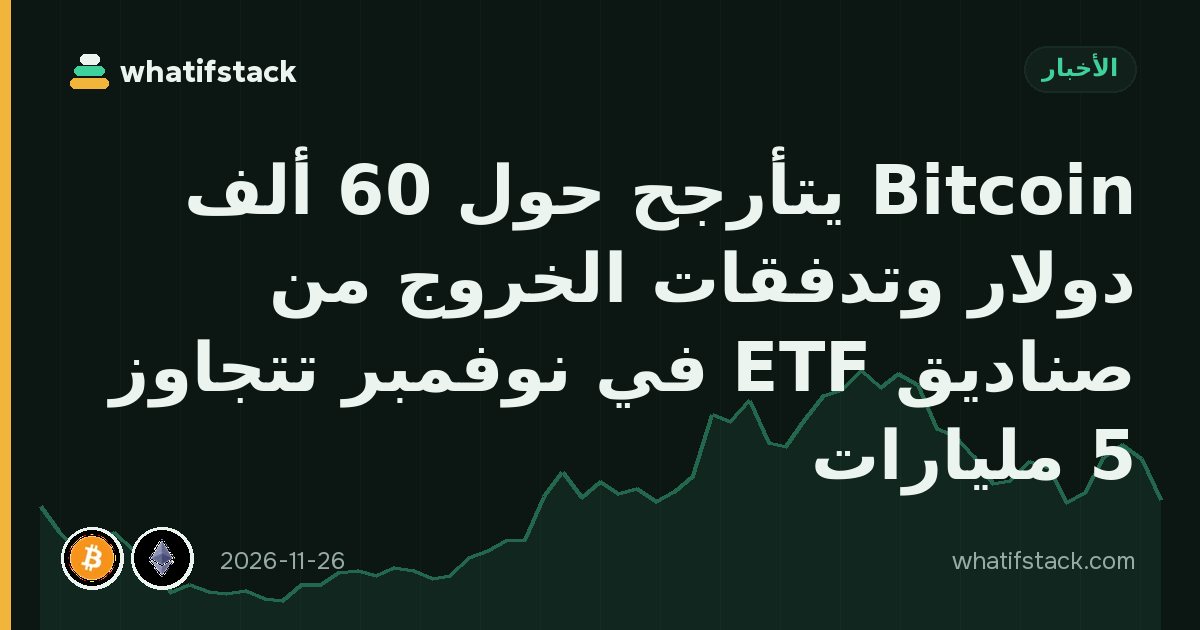 whatifstack
الأخبار
Bitcoin يتأرجح حول 60 ألف
دولار وتدفقات الخروج من
صناديق ETF في نوفمبر تتجاوز
5 مليارات
2026-11-26
whatifstack.com